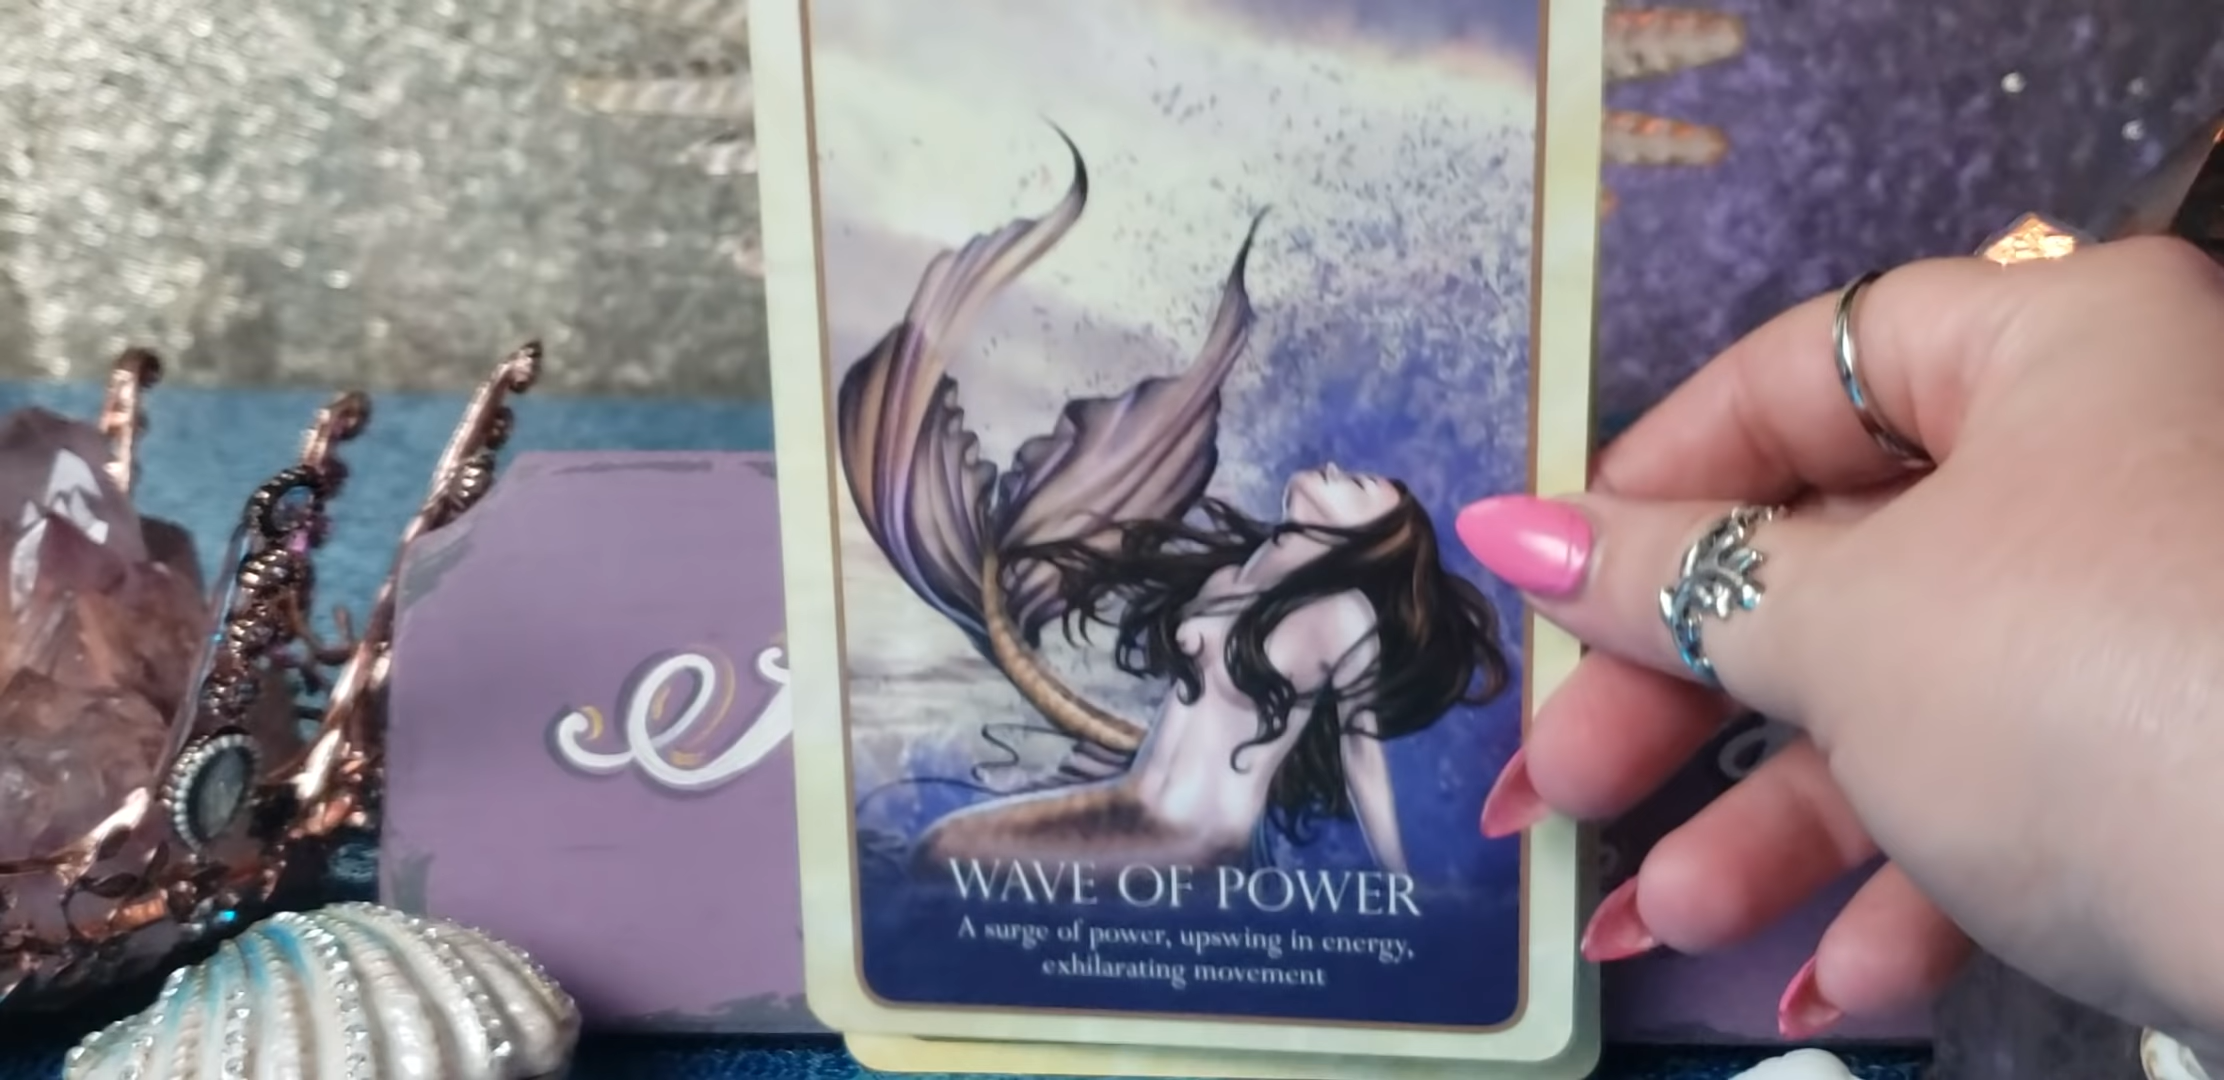 WAVE OF POWER
A surge of power, upswing in energy,
exhilarating movement